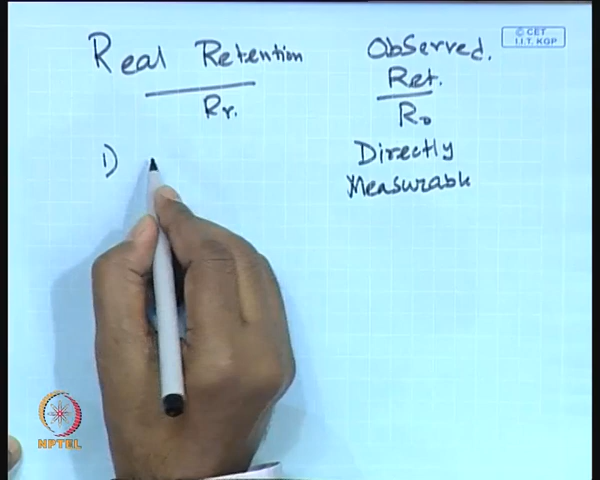 Real Retention
Rr.
1)
Observed.
Ret.
Ro
Directly
Measurable
© CET
I.I.T. KGP
NPTEL